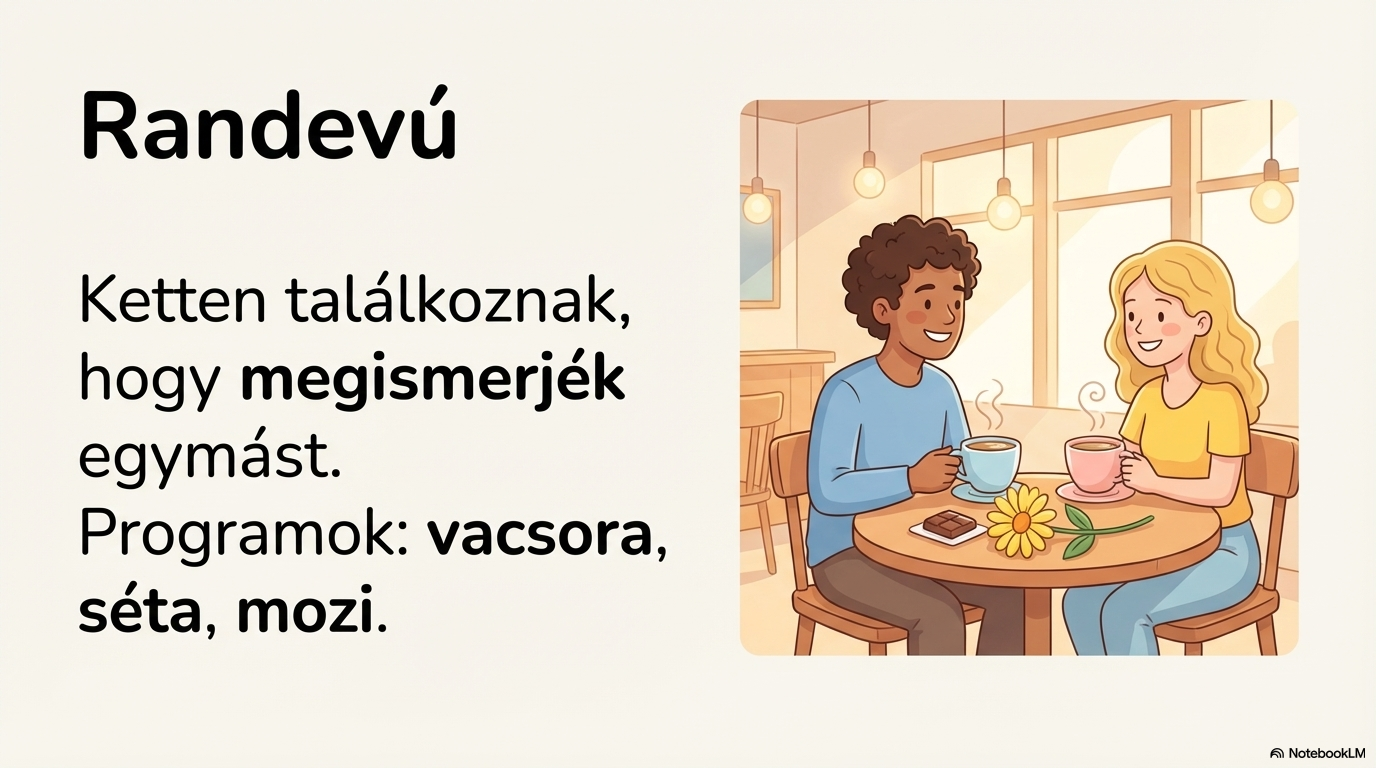 Randevú
Ketten találkoznak,
hogy megismerjék
egymást.
Programok: vacsora,
séta, mozi.
NotebookLM